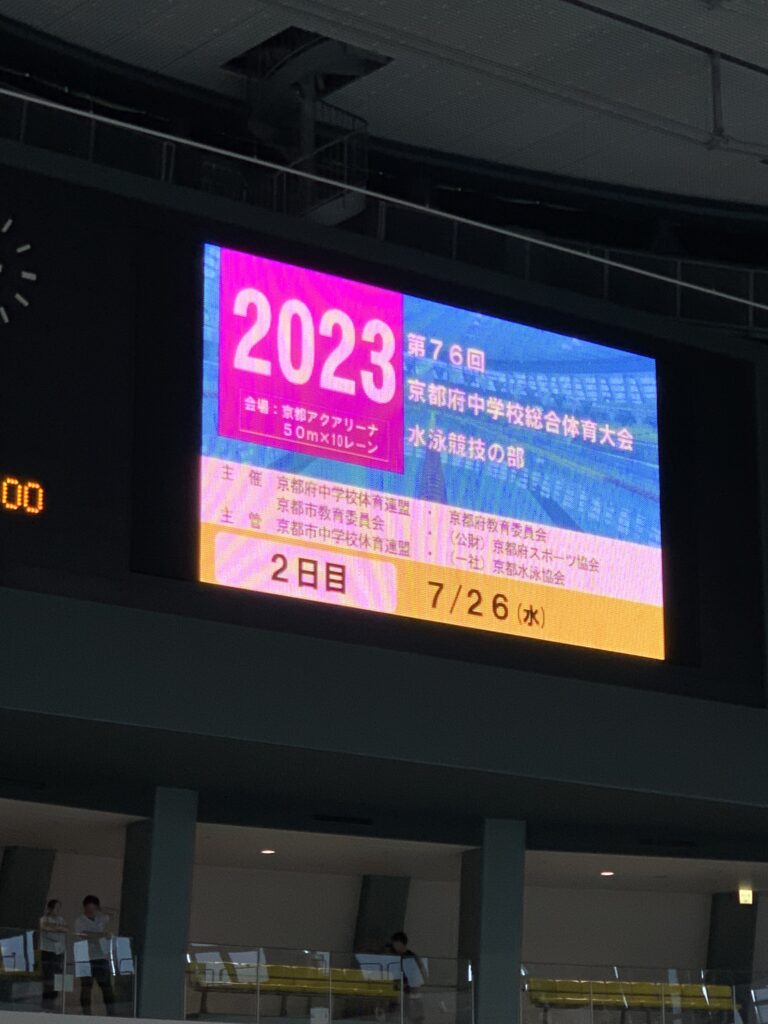 2023
会場：京都アクアリーナ
５０ｍ×10レーン
第７６回
京都府中学校総合体育大会
水泳競技の部
主 催 京都府中学校体育連盟 ・ 京都府教育委員会
京都市教育委員会 ・ （公財）京都府スポーツ協会
主 管 京都市中学校体育連盟 ・ （一社）京都水泳協会
２日目 7/26(水)
00